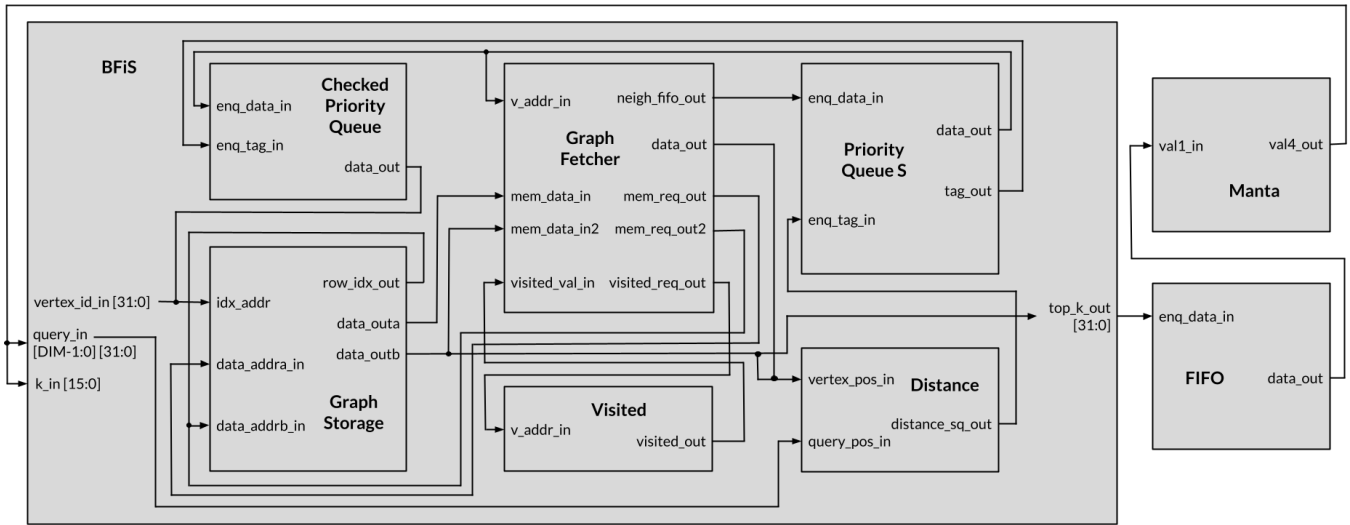 BFiS
Checked
Priority
Queue
enq_data_in
enq_tag_in
data_out
v_addr_in
neigh_fifo_out
Graph
Fetcher
data_out
mem_data_in
mem_req_out
mem_data_in2
mem_req_out2
visited_val_in
visited_req_out
enq_data_in
data_out
Priority
Queue S
tag_out
enq_tag_in
val1_in
val4_out
Manta
vertex_id_in [31:0]
query_in
[DIM-1:0] [31:0]
k_in [15:0]
row_idx_out
idx_addr
data_outa
data_outb
data_addra_in
Graph
Storage
data_addrb_in
Visited
v_addr_in
visited_out
vertex_pos_in
Distance
distance_sq_out
query_pos_in
top_k_out
[31:0]
enq_data_in
FIFO
data_out